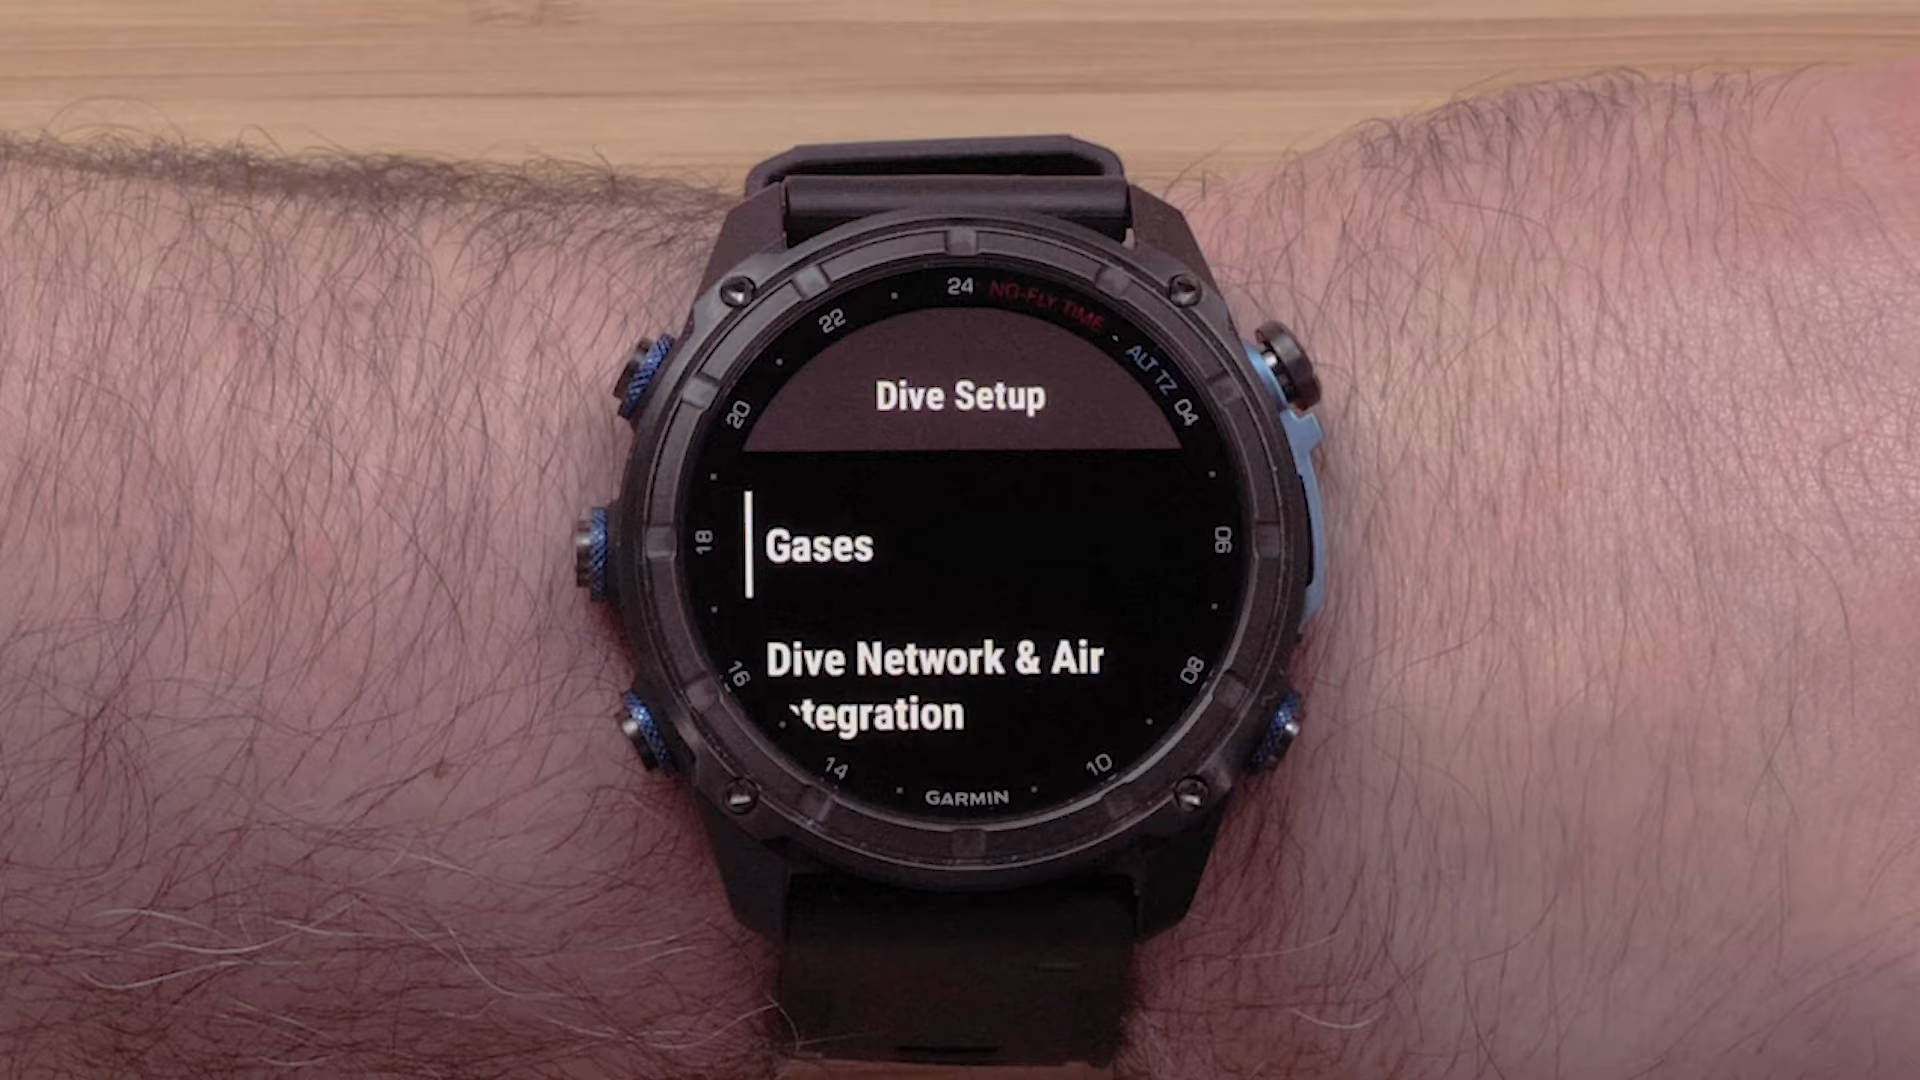 24
NO-FLY TIME
22
ALT TZ
04
20
Dive Setup
18
Gases
06
Dive Network & Air
ntegration
16
08
14
10
GARMIN